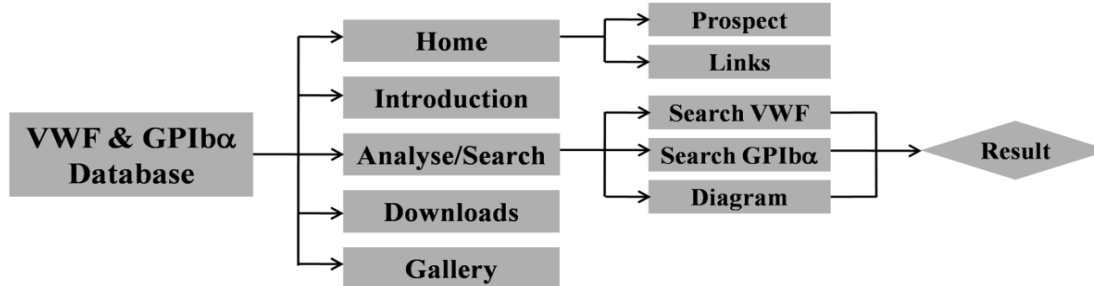 VWF & GPIbα
Database
Home
Introduction
Analyse/Search
Downloads
Gallery
Prospect
Links
Search VWF
Search GPIbα
Diagram
Result